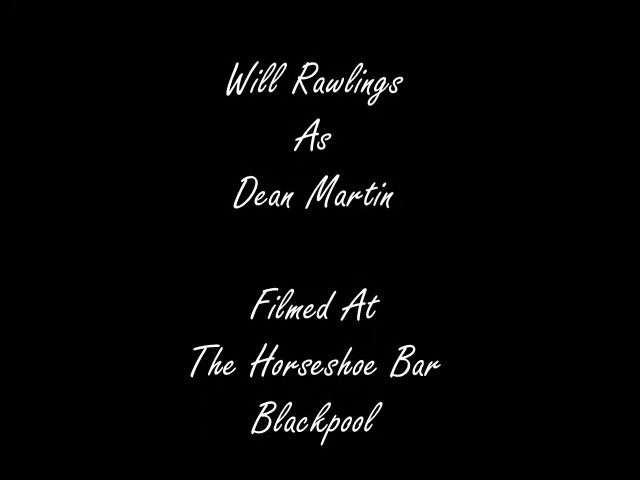 Will Rawlings
As
Dean Martin
Filmed At
The Horseshoe Bar
Blackpool